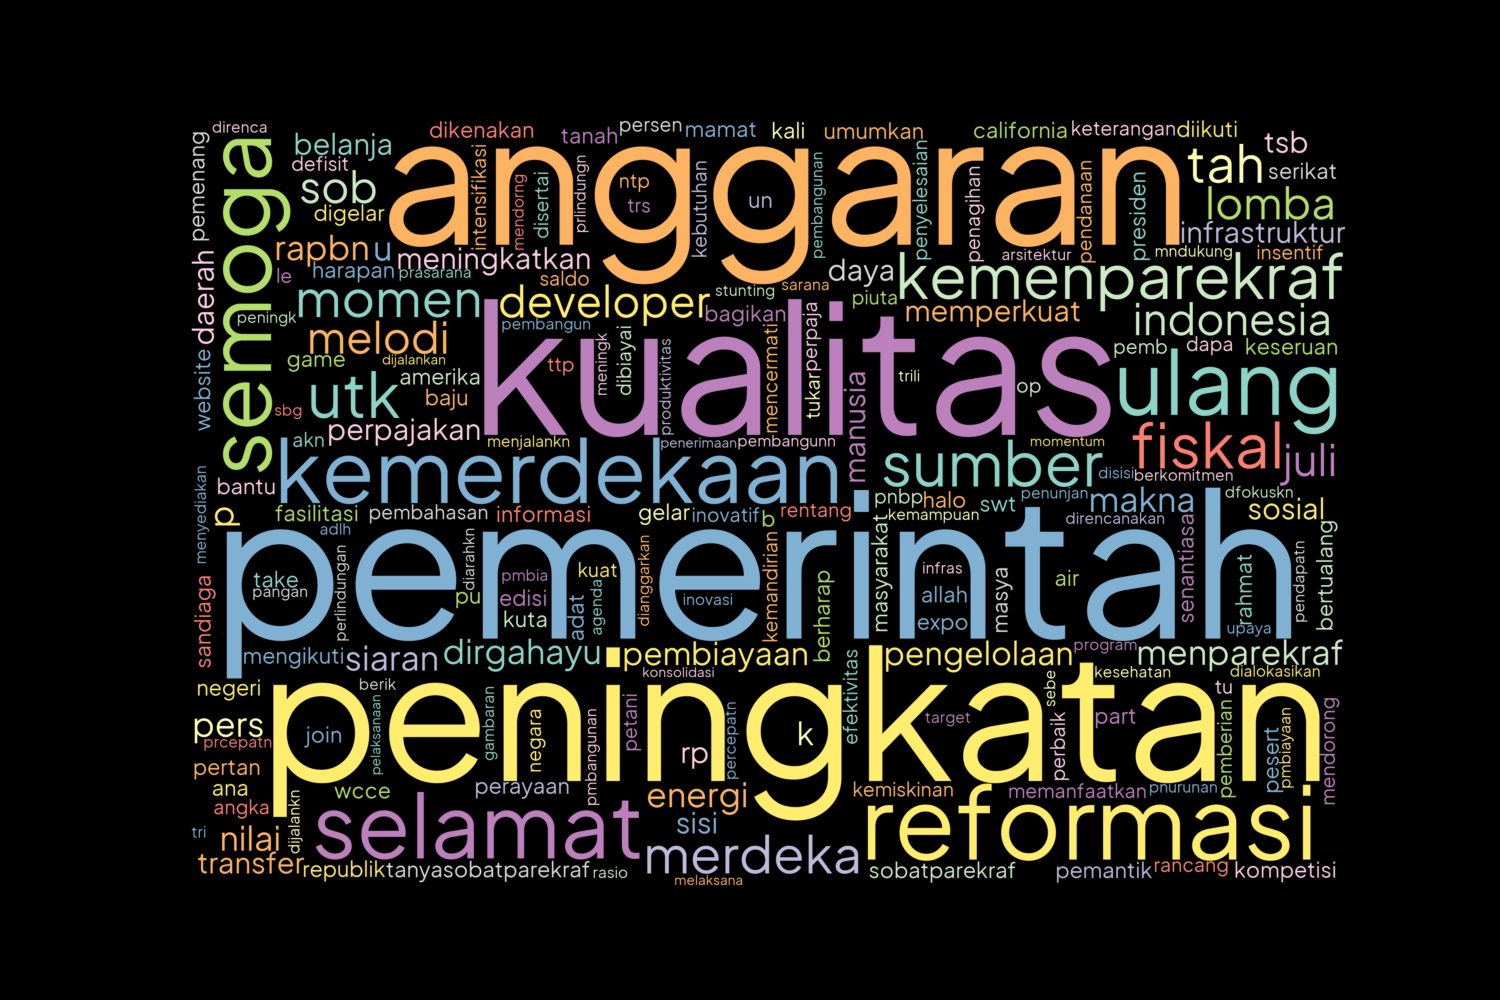 direnca
pemenang
semoga
belanja
defisit
sob
digelar
dikenakan
tanah
persen
mamat
kali
umumkan
california
keterangan
diikuti
tsb
tah
serikat
lomba
infrastruktur
insentif
anggaran
intensifikasi
mendorng
disertai
prlindungn
ntp
trs
kebutuhan
un
pembangunan
penyelesaian
penagihan
arsitektur
pendanaan
presiden
mndukung
rapbn
u
meningkatkan
le
harapan
prasarana
saldo
daerah
momen
developer
stunting
sarana
daya
piuta
kemenparekraf
memperkuat
indonesia
peningk
melodi
pembangun
bagikan
website
game
dijalankan
amerika
utk
baju
sbg
kualitas
ttp
meningk
dibiayai
produktivitas
mencermati
tukar
perpaja
manusia
trili
op
pemb
dapa
keseruan
ulang
akn
perpajakan
menjalankn
penerimaan
pembangunn
momentum
fiskal
juli
kemerdekaan
sumber
disisi
berkomitmen
menyediakan
bantu
p
fasilitasi
adlh
pembahasan
informasi
gelar
inovatif
b
rentang
pnbp
halo
kemampuan
swt
penunjan
makna
direncanakan
dfokuskn
sosial
pemerintah
sandiaga
take
pangan
perlindungan
diarahkn
pu
pmbia
edisi
kuta
kuat
adat
agenda
dianggarkan
inovasi
kemandirian
berharap
masyarakat
infras
allah
expo
masya
air
senantiasa
rahmat
upaya
pendapatn
bertualang
mengikuti
siaran
dirgahayu
pembiayaan
konsolidasi
efektivitas
pengelolaan
program
menparekraf
kesehatan
dialokasikan
negeri
berik
pers
prcepatn
peningkatan
join
pelaksanaan
gambaran
negara
pmbangunan
petani
rp
percepatn
k
target
sebe
perbaik
part
tu
pemberian
pesert
pmbiayaan
mendorong
pertan
ana
angka
wcce
perayaan
energi
kemiskinan
memanfaatkan
pnurunan
tri
nilai
dijalankn
selamat
sisi
merdeka
reformasi
transfer
republik
tanyasobatparekraf
rasio
melaksana
sobatparekraf
pemantik
rancang
kompetisi